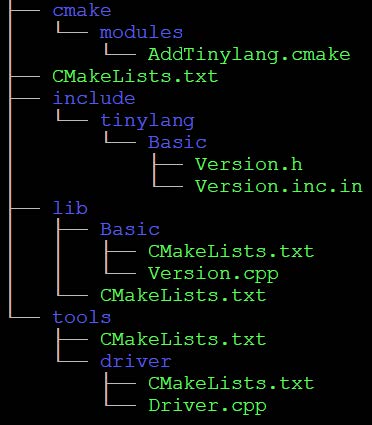 cmake
modules
AddTinylang.cmake
CMakeLists.txt
include
tinylang
Basic
Version.h
Version.inc.in
lib
Basic
CMakeLists.txt
Version.cpp
CMakeLists.txt
tools
CMakeLists.txt
driver
CMakeLists.txt
Driver.cpp